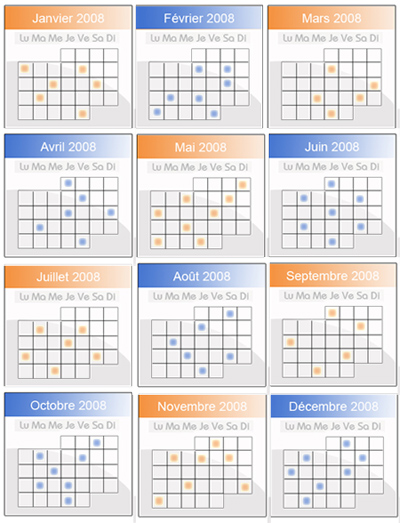 Janvier 2008 Février 2008 Mars 2008
Lu Ma Me Je Ve Sa Di Lu Ma Me Je Ve Sa Di Lu Ma Me Je Ve Sa Di
Avril 2008 Mai 2008 Juin 2008
Lu Ma Me Je Ve Sa Di Lu Ma Me Je Ve Sa Di Lu Ma Me Je Ve Sa Di
Juillet 2008 Août 2008 Septembre 2008
Lu Ma Me Je Ve Sa Di Lu Ma Me Je Ve Sa Di Lu Ma Me Je Ve Sa Di
Octobre 2008 Novembre 2008 Décembre 2008
Lu Ma Me Je Ve Sa Di Lu Ma Me Je Ve Sa Di Lu Ma Me Je Ve Sa Di